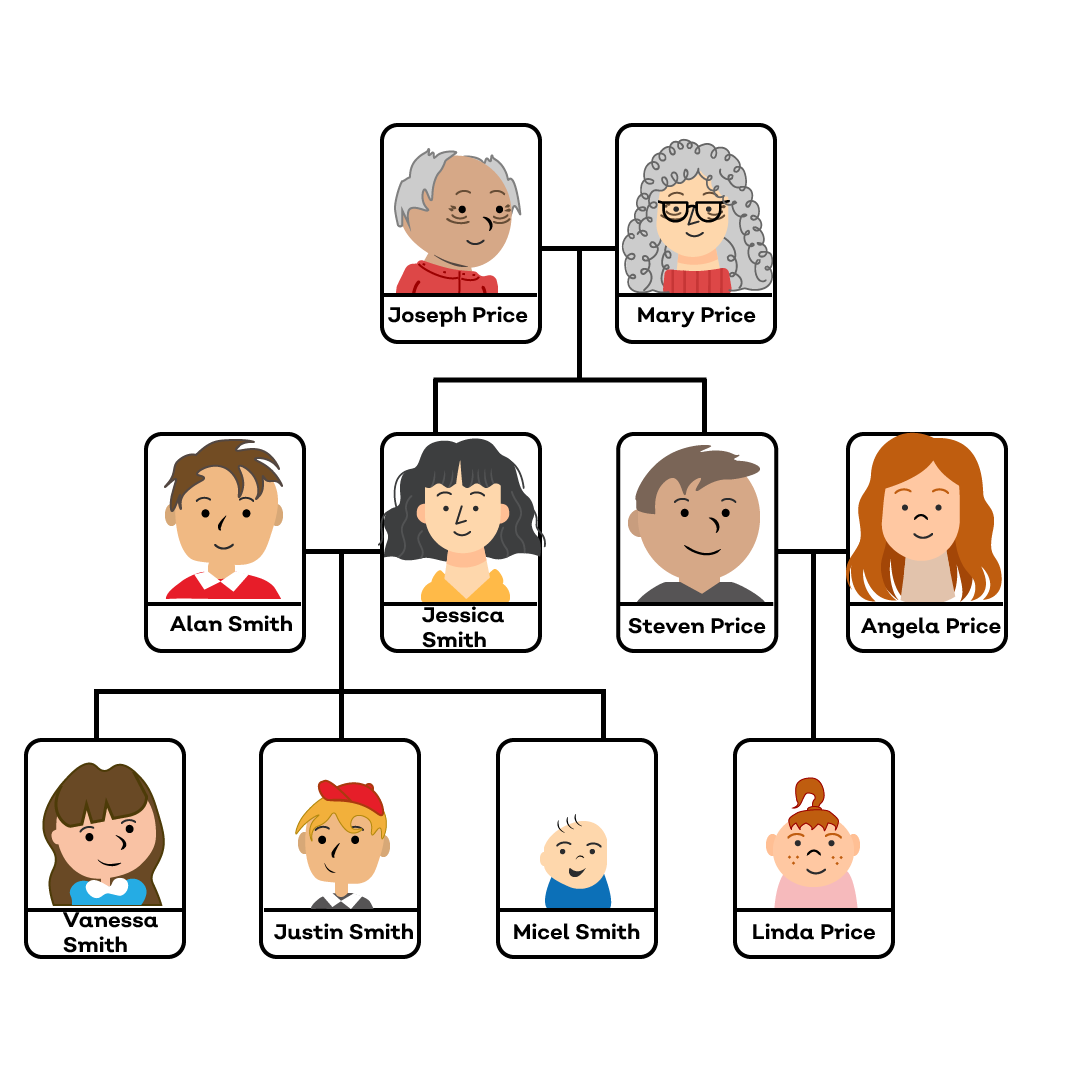 Joseph Price
Mary Price
Alan Smith
Jessica
Smith
Steven Price
Angela Price
Vanessa
Smith
Justin Smith
Micel Smith
Linda Price